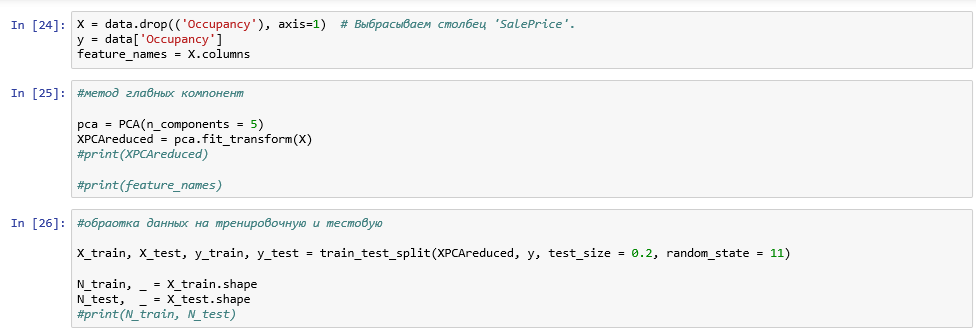 In [24]: X = data.drop(('Occupancy'), axis=1)  # Выбрасываем столбец 'SalePrice'.
y = data['Occupancy']
feature_names = X.columns
In [25]: #метод главных компонент
pca = PCA(n_components = 5)
XPCAreduced = pca.fit_transform(X)
#print(XPCAreduced)
#print(feature_names)
In [26]: #обраотка данных на тренировочную и тестовую
X_train, X_test, y_train, y_test = train_test_split(XPCAreduced, y, test_size = 0.2, random_state = 11)
N_train, _ = X_train.shape
N_test,  _ = X_test.shape
#print(N_train, N_test)